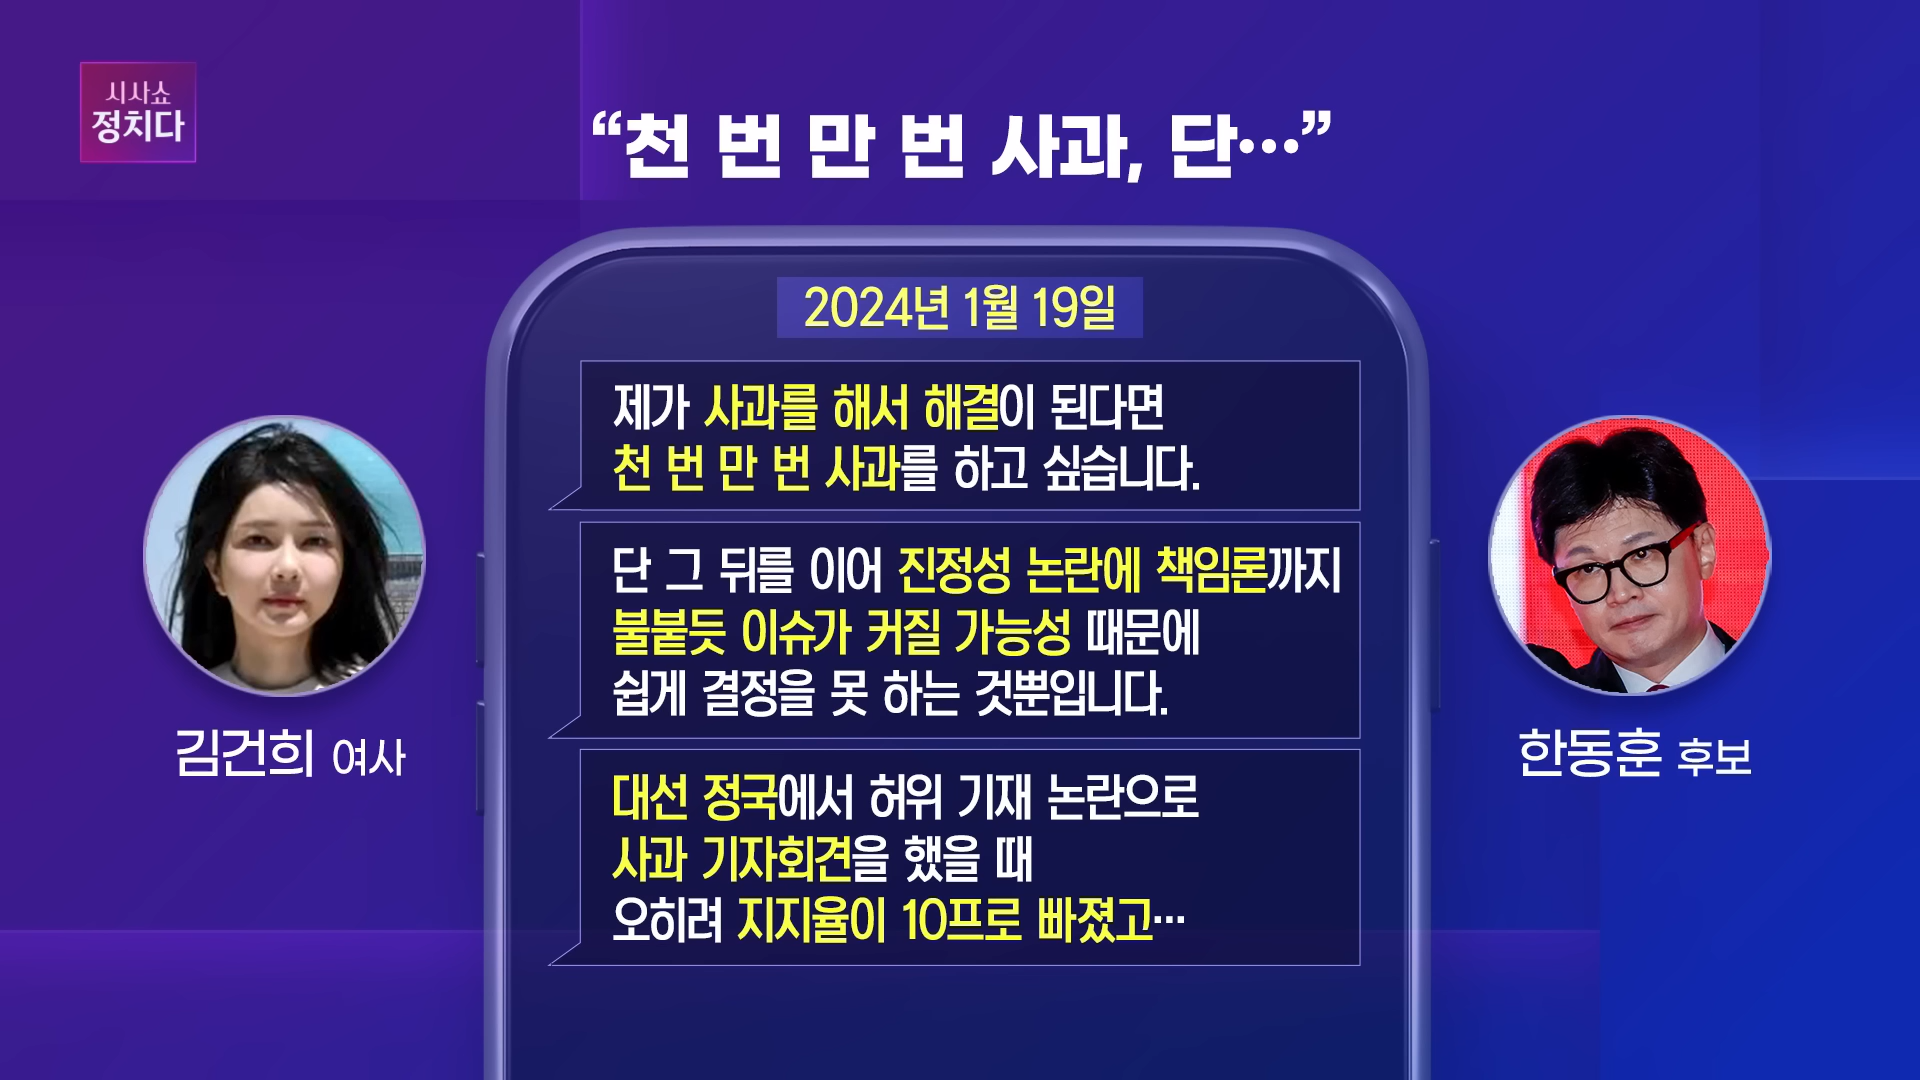 시사쇼
정치다
“천 번 만 번 사과, 단…”
2024년 1월 19일
제가 사과를 해서 해결이 된다면
천 번 만 번 사과를 하고 싶습니다.
단 그 뒤를 이어 진정성 논란에 책임론까지
불붙듯 이슈가 커질 가능성 때문에
쉽게 결정을 못 하는 것뿐입니다.
대선 정국에서 허위 기재 논란으로
사과 기자회견을 했을 때
오히려 지지율이 10프로 빠졌고…
김건희 여사
한동훈 후보